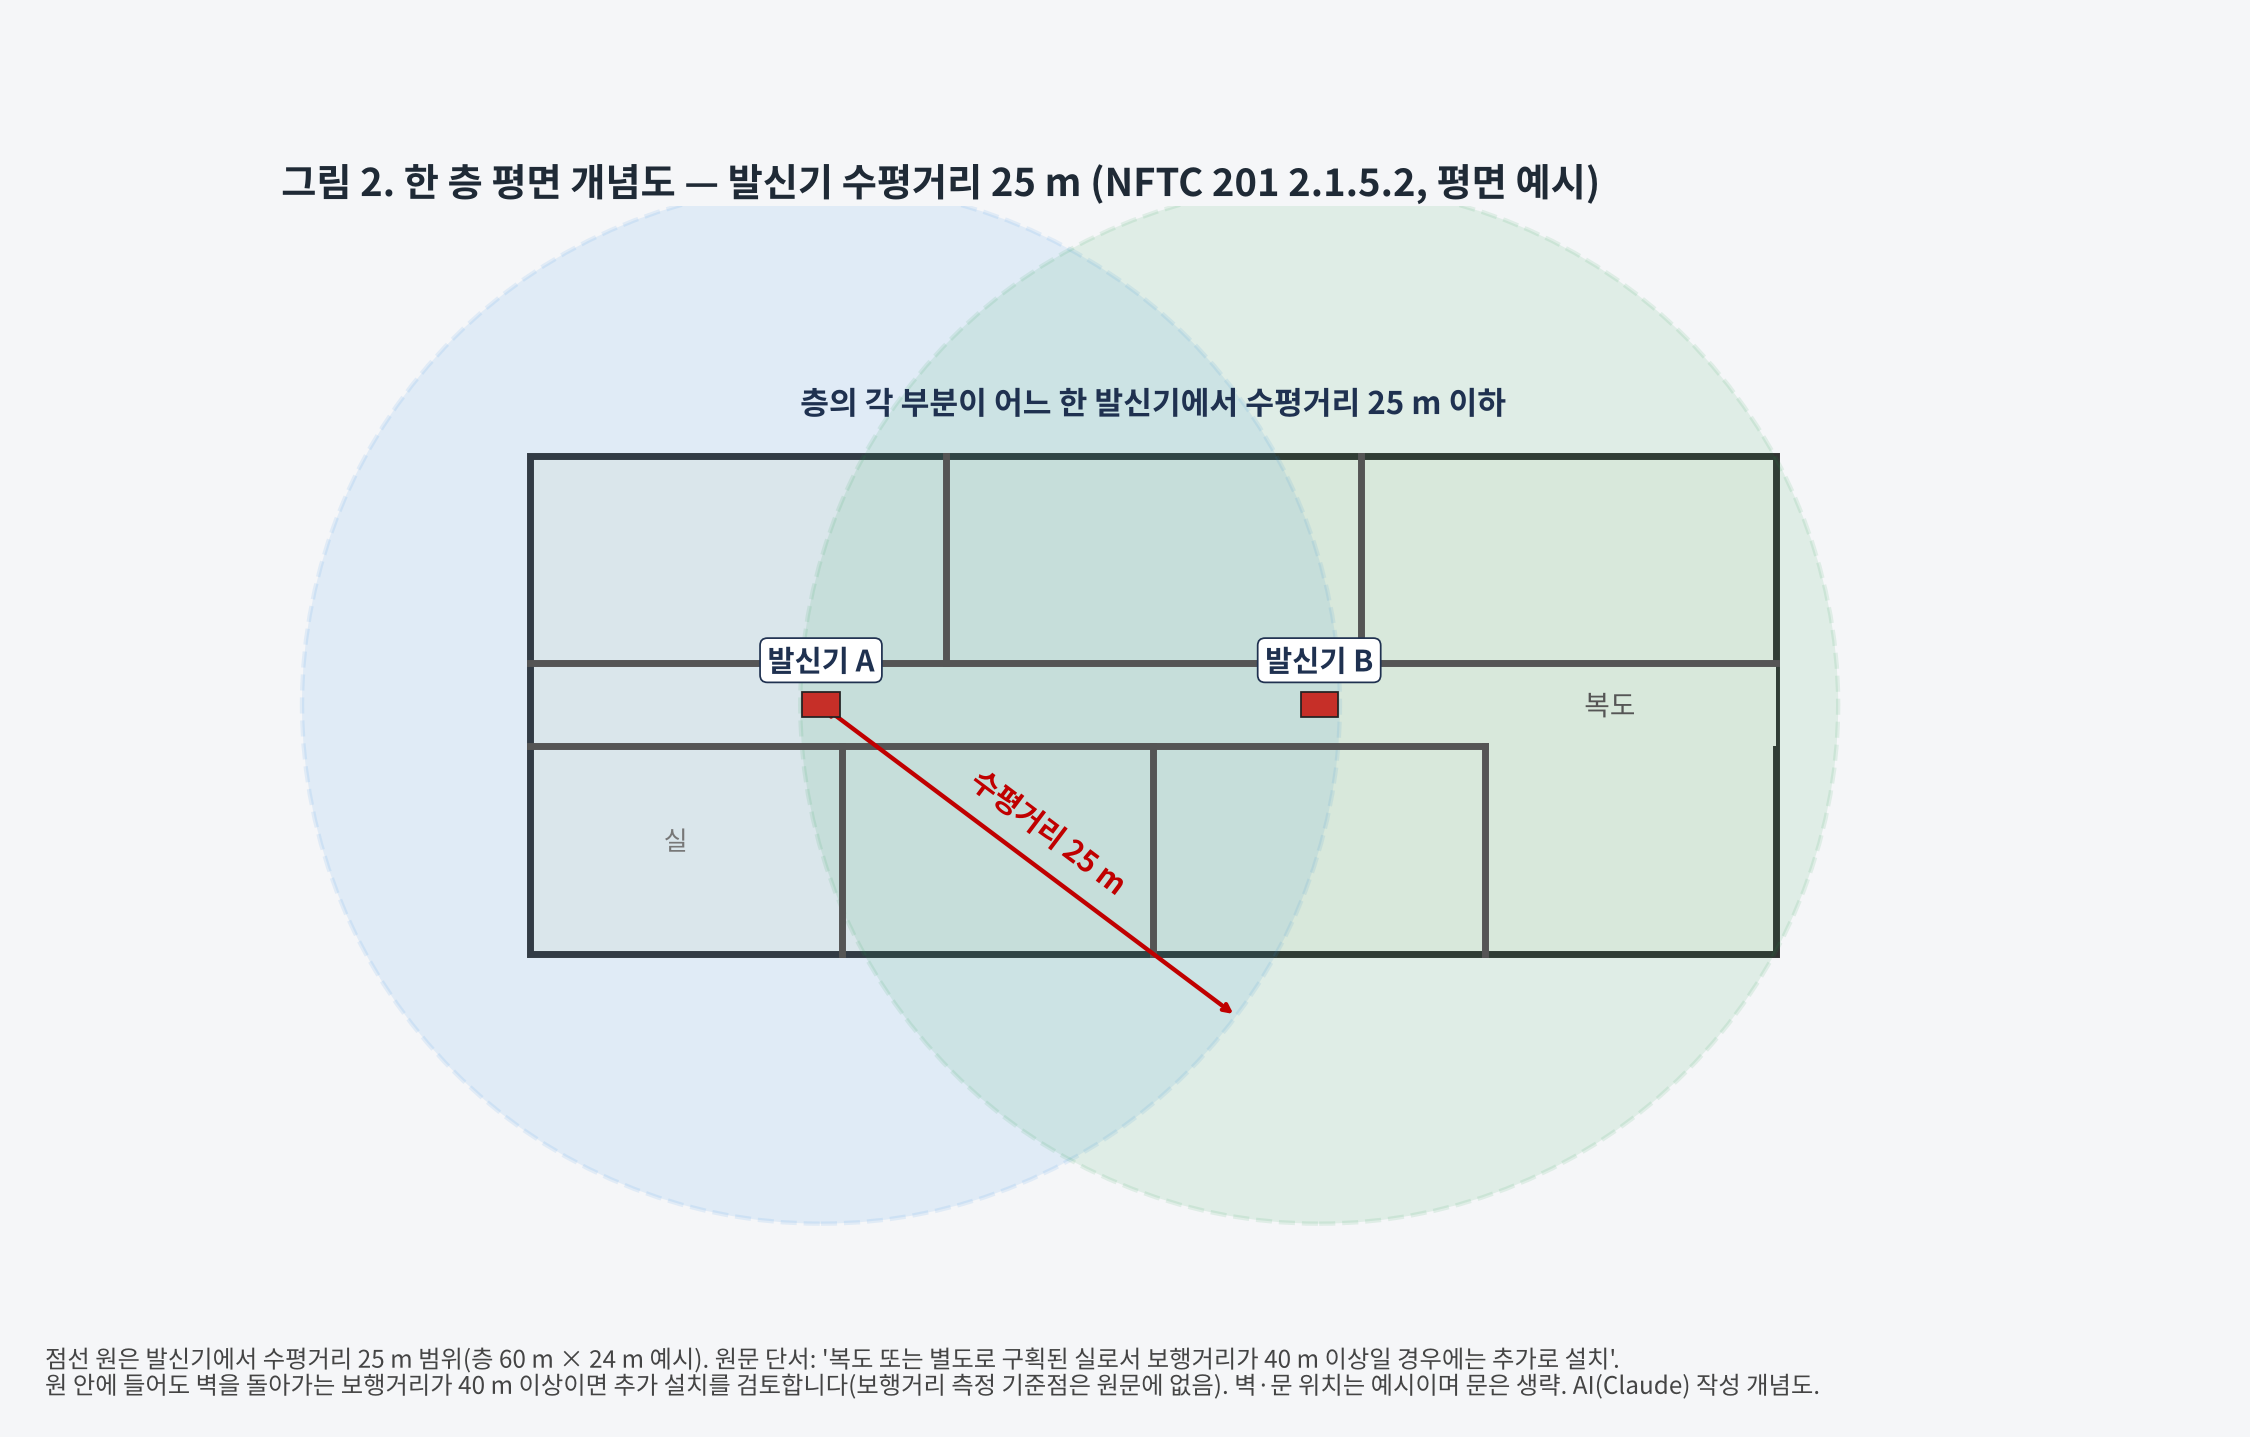 그림 2. 한 층 평면 개념도 — 발신기 수평거리 25 m (NFTC 201 2.1.5.2, 평면 예시)
층의 각 부분이 어느 한 발신기에서 수평거리 25 m 이하
발신기 A
발신기 B
복도
수평거리 25 m
실
점선 원은 발신기에서 수평거리 25 m 범위(층 60 m × 24 m 예시). 원문 단서: '복도 또는 별도로 구획된 실로서 보행거리가 40 m 이상일 경우에는 추가로 설치'.
원 안에 들어도 벽을 돌아가는 보행거리가 40 m 이상이면 추가 설치를 검토합니다(보행거리 측정 기준점은 원문에 없음). 벽·문 위치는 예시이며 문은 생략. AI(Claude) 작성 개념도.